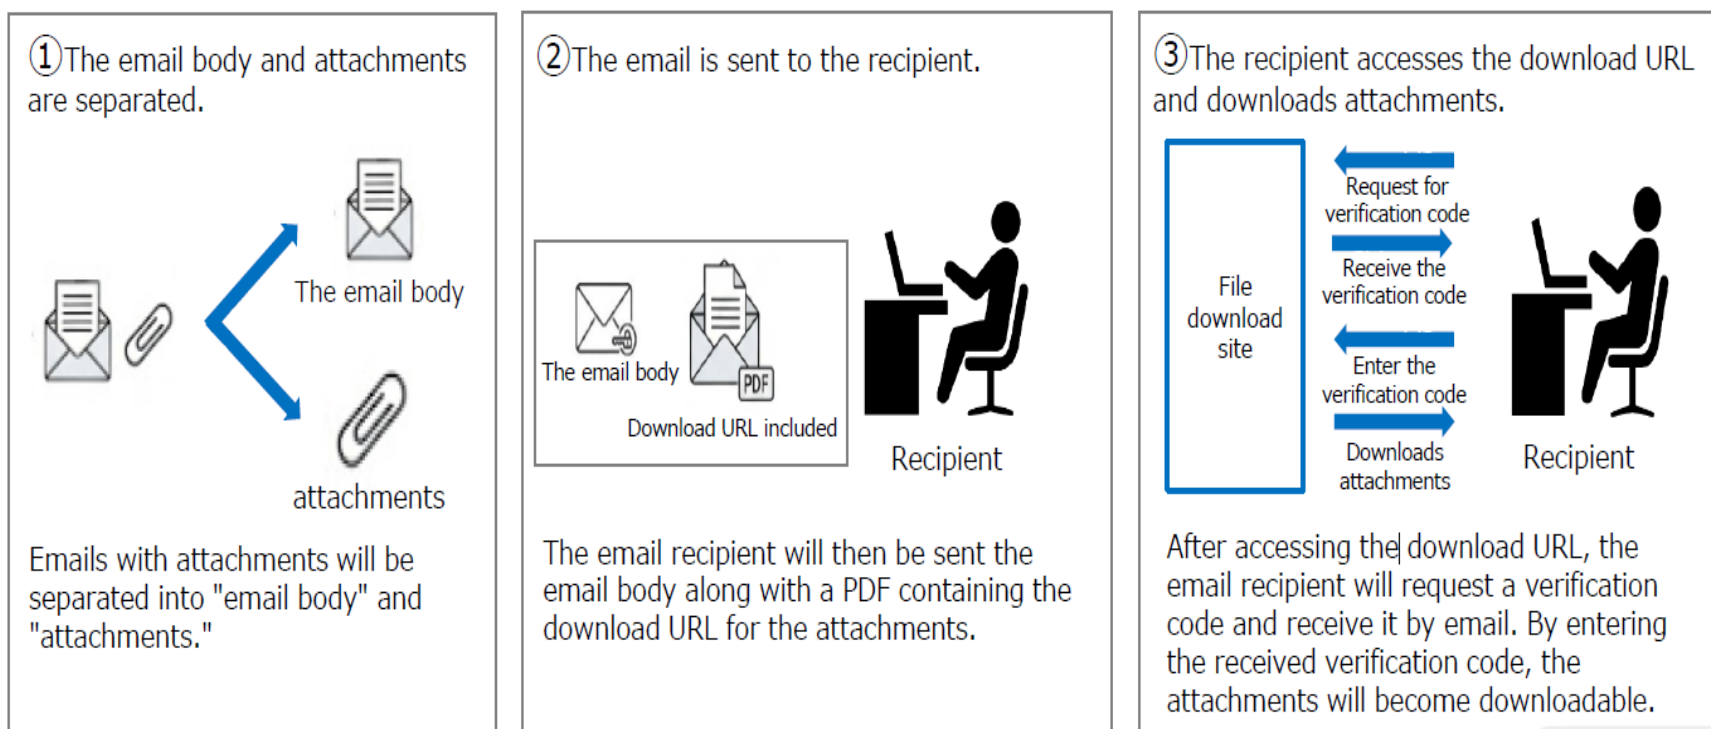 ①The email body and attachments
are separated.
The email body
attachments
Emails with attachments will be
separated into "email body" and
"attachments."
②The email is sent to the recipient.
The email body
PDF
Download URL included
Recipient
The email recipient will then be sent the
email body along with a PDF containing the
download URL for the attachments.
③The recipient accesses the download URL
and downloads attachments.
File
download
site
Request for
verification code
Receive the
verification code
Enter the
verification code
Downloads
attachments
Recipient
After accessing the download URL, the
email recipient will request a verification
code and receive it by email. By entering
the received verification code, the
attachments will become downloadable.